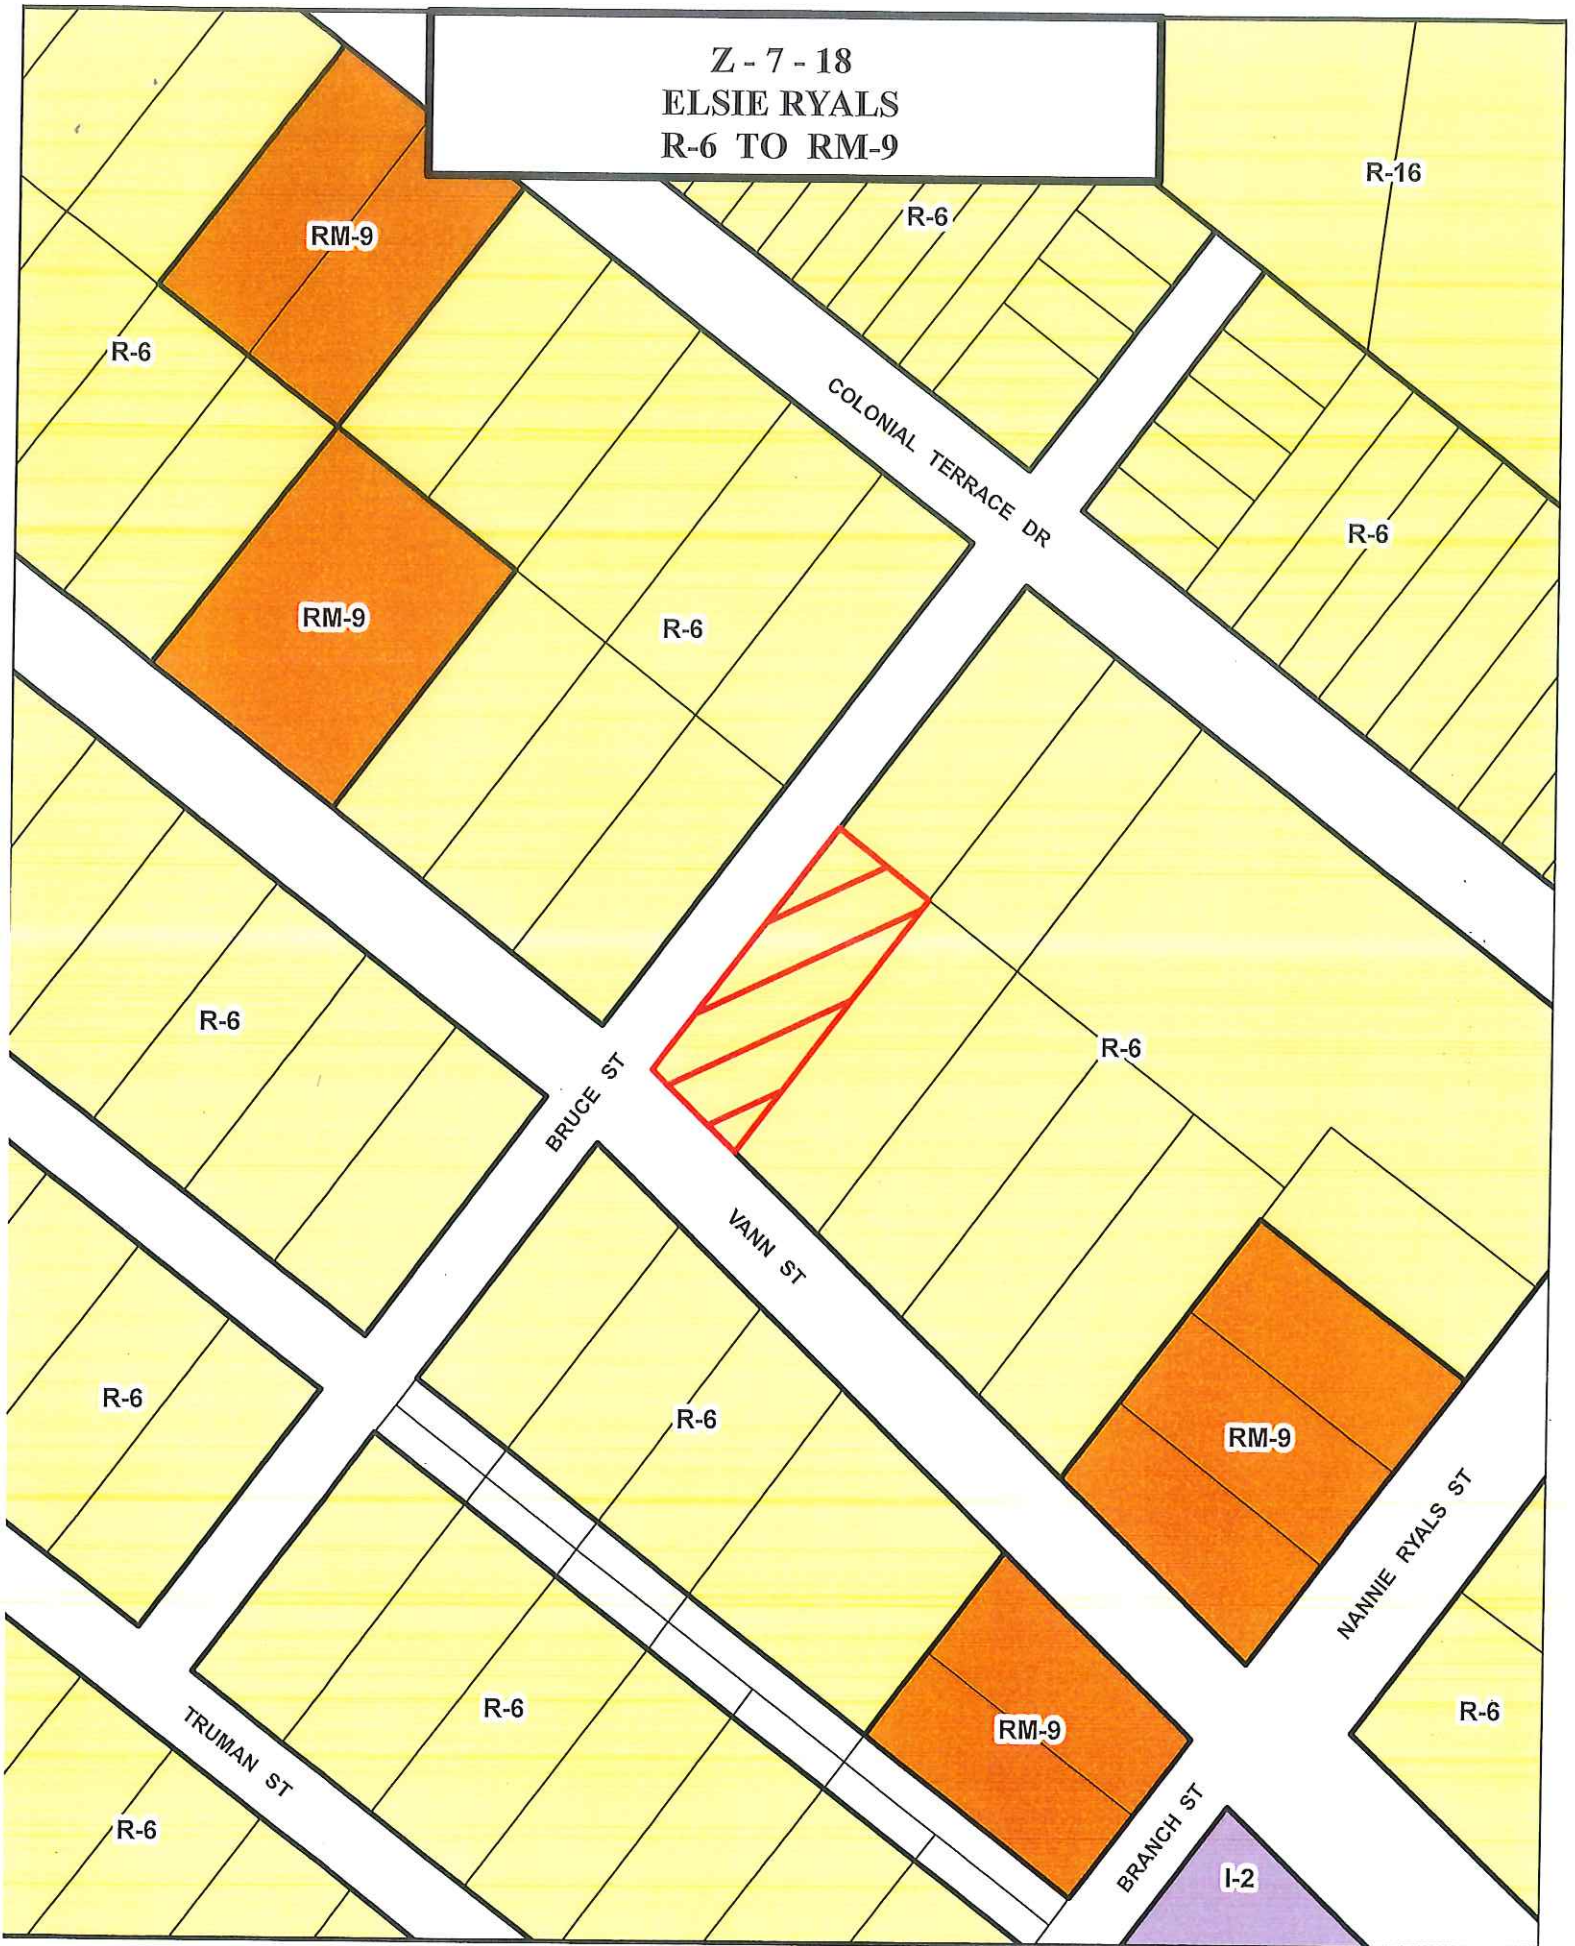 Z - 7 - 18
ELSIE RYALS
R-6 TO RM-9
R-16
R-6
RM-9
R-6
COLONIAL TERRACE DR
R-6
RM-9
R-6
R-6
BRUCE ST
R-6
VANN ST
R-6
R-6
RM-9
NANNIE RYALS ST
R-6
RM-9
R-6
TRUMAN ST
R-6
BRANCH ST
I-2